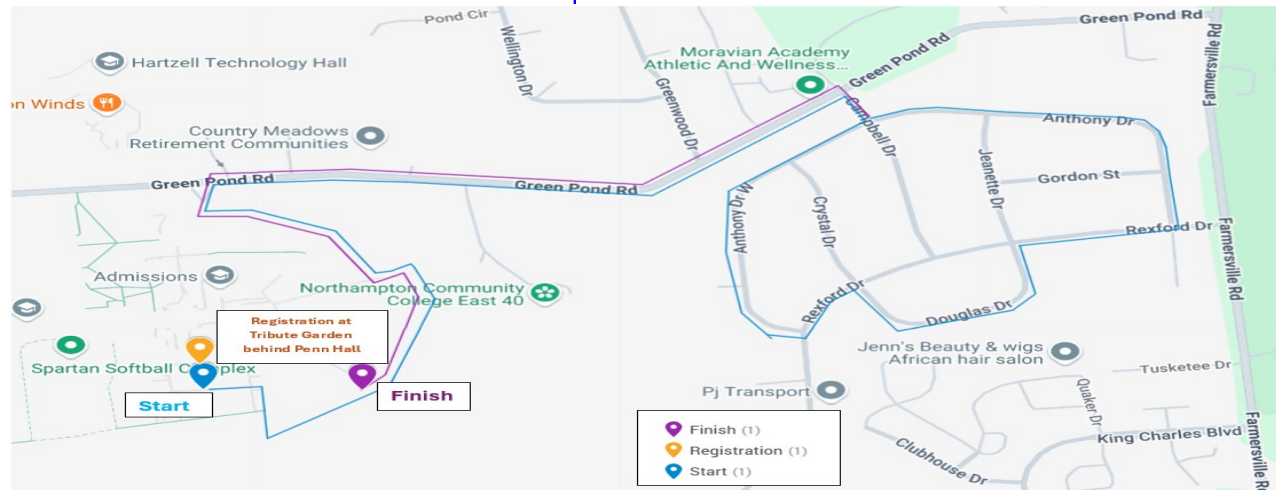 Pond Cir
Wellington Dr
Green Pond Rd
Farmersville Rd
Hartzell Technology Hall
Moravian Academy
Athletic And Wellness...
Green Pond Rd
on Winds
Greenwood Dr
Campbell Dr
Anthony Dr
Country Meadows
Retirement Communities
Jeanette Dr
Gordon St
Green Pond Rd
Green Pond Rd
Anthony Dr W
Crystal Dr
Rexford Dr
Farmersville Rd
Admissions
Northampton Community
College East 40
Rexford Dr
Douglas Dr
Registration at
Tribute Garden
behind Penn Hall
Jenn's Beauty & wigs
African hair salon
Spartan Softball Complex
Tusketee Dr
Start
Finish
Pj Transport
Quaker Dr
Finish (1)
Registration (1)
Start (1)
King Charles Blvd
Clubhouse Dr
Farmersville Rd